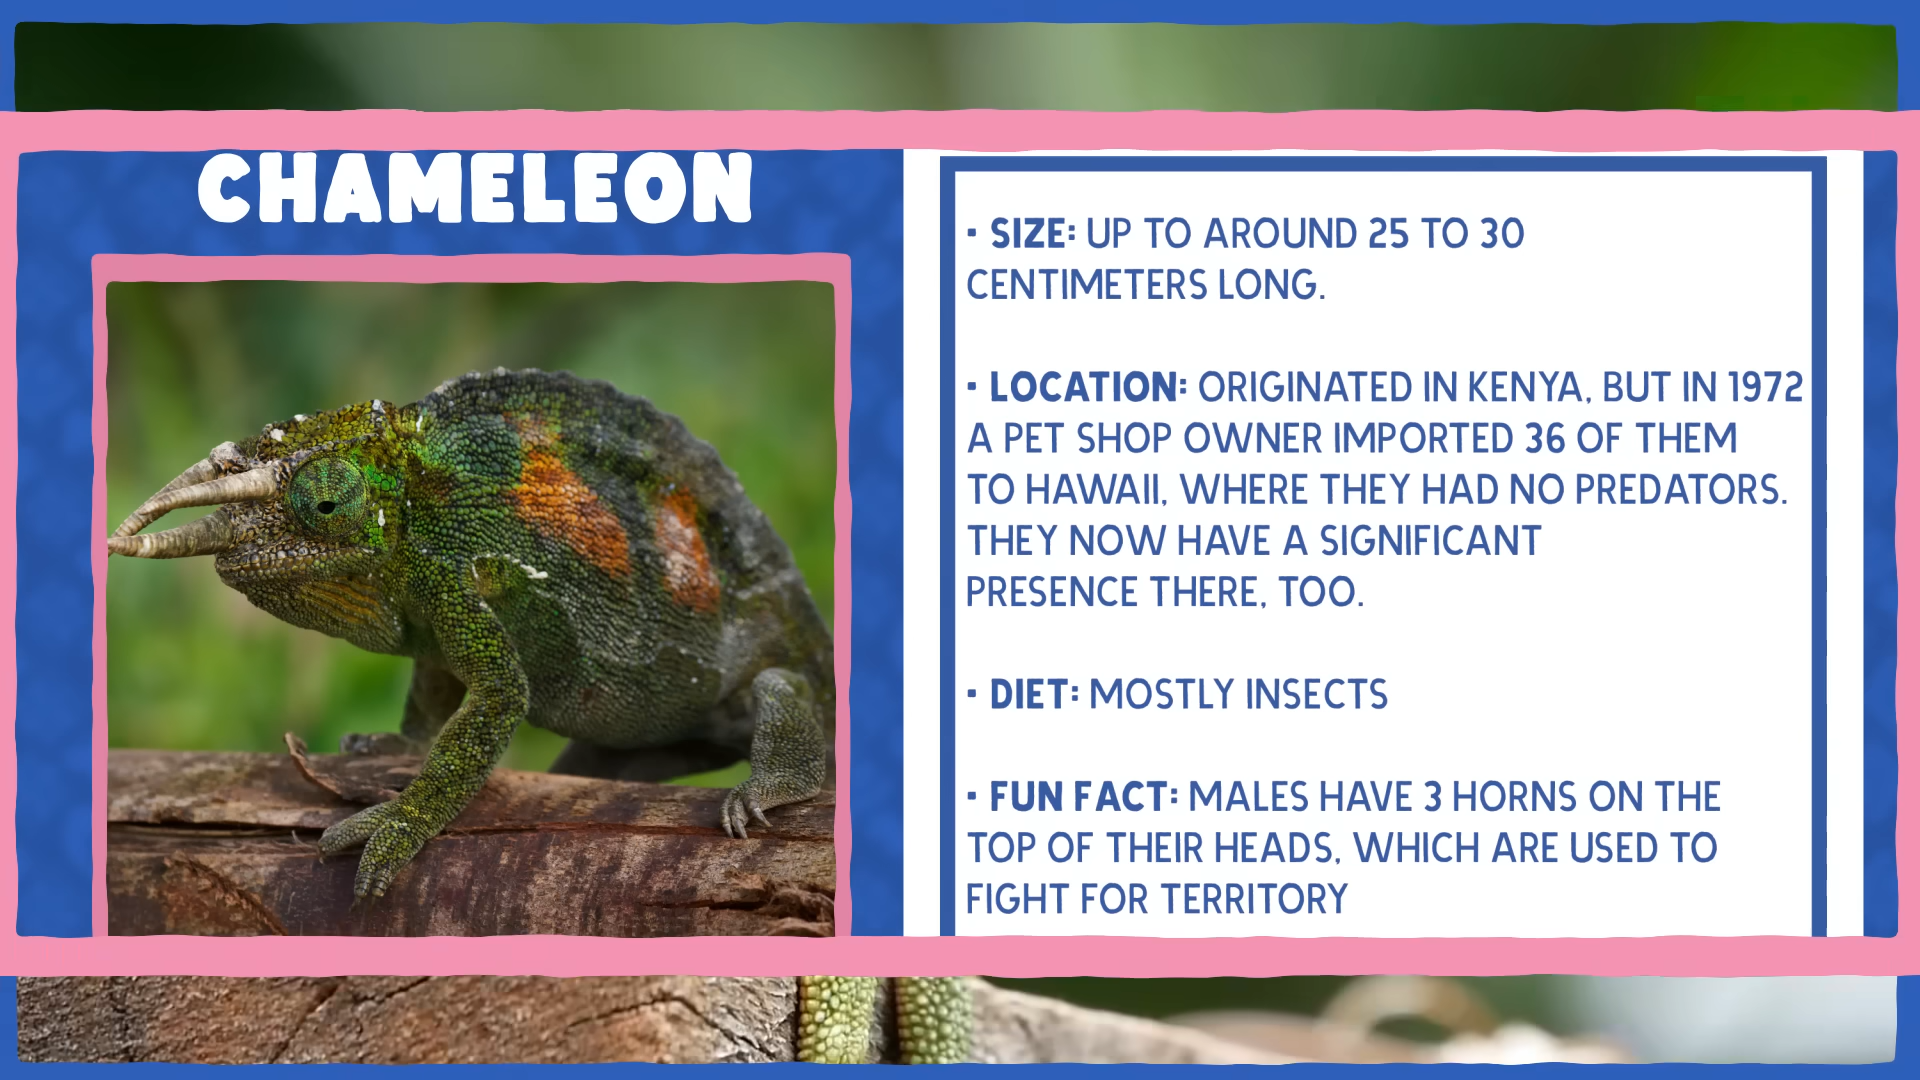 CHAMELEON
· SIZE: UP TO AROUND 25 TO 30
CENTIMETERS LONG.
· LOCATION: ORIGINATED IN KENYA, BUT IN 1972
A PET SHOP OWNER IMPORTED 36 OF THEM
TO HAWAII, WHERE THEY HAD NO PREDATORS.
THEY NOW HAVE A SIGNIFICANT
PRESENCE THERE, TOO.
· DIET: MOSTLY INSECTS
· FUN FACT: MALES HAVE 3 HORNS ON THE
TOP OF THEIR HEADS, WHICH ARE USED TO
FIGHT FOR TERRITORY